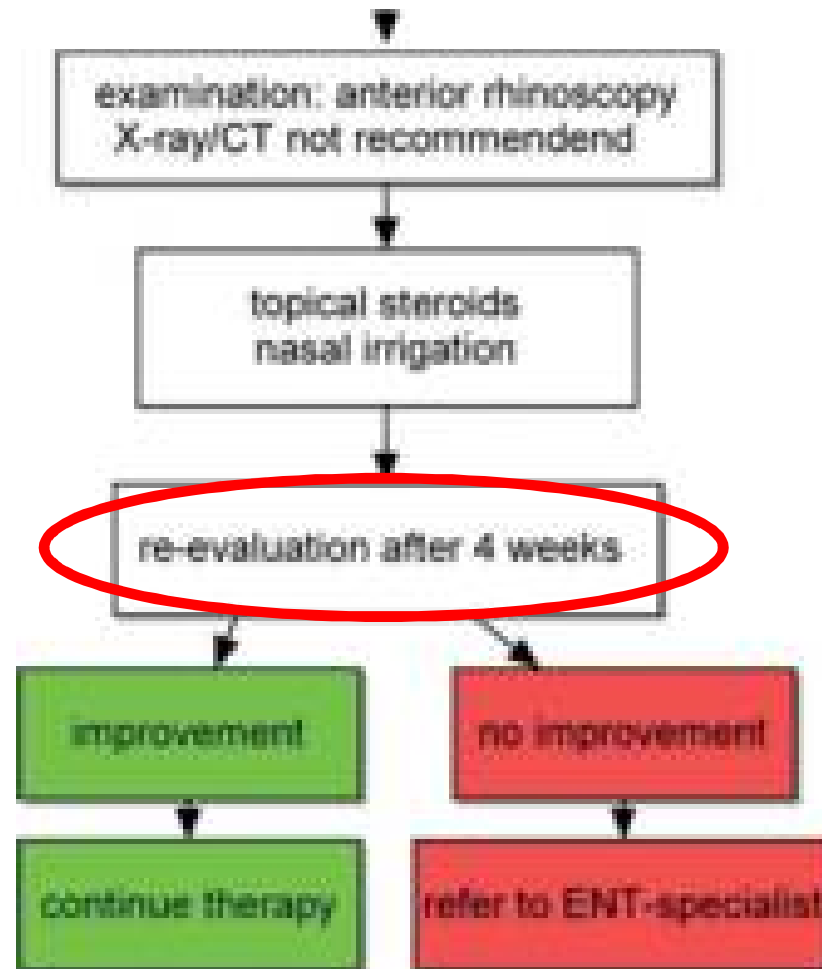 examination: anterior rhinoscopy
X-ray/CT not recommendend
topical steroids
nasal irrigation
re-evaluation after 4 weeks
improvement
no improvement
continue therapy
refer to ENT-specialist